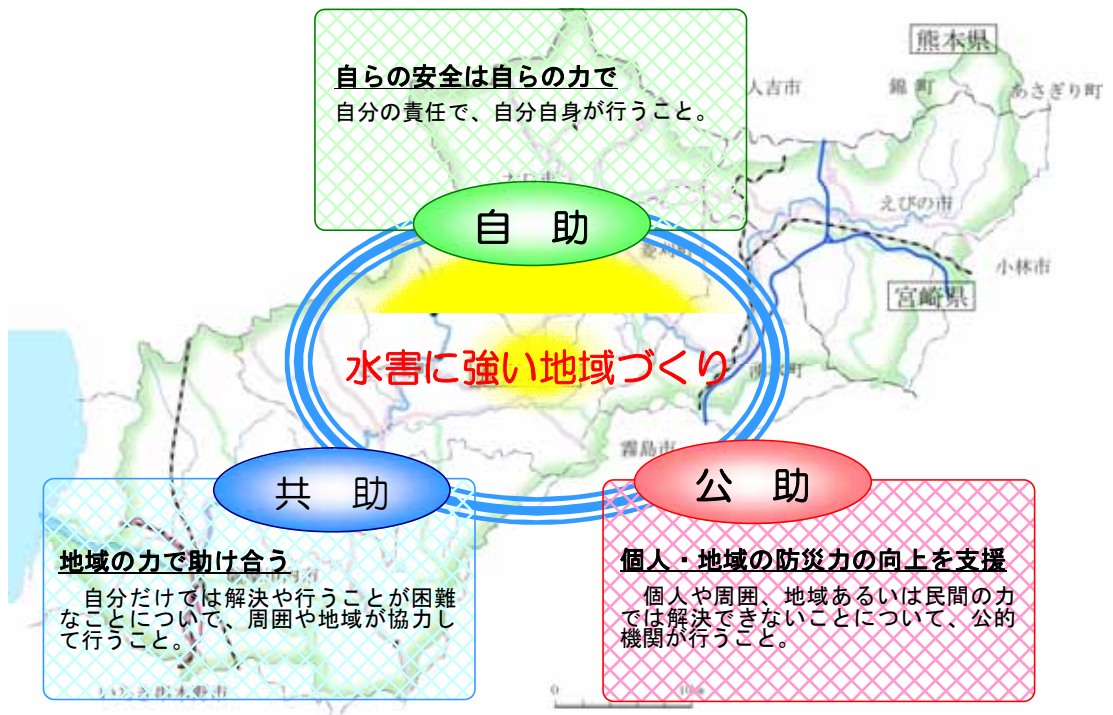 自らの安全は自らの力で
自分の責任で、自分自身が行うこと。
熊本県
人吉市
錦 町
あさぎり町
えびの市
自 助
小林市
宮崎県
水害に強い地域づくり
霧島市
共 助
公 助
地域の力で助け合う
自分だけでは解決や行うことが困難
なことについて、周囲や地域が協力し
て行うこと。
個人・地域の防災力の向上を支援
個人や周囲、地域あるいは民間の力
では解決できないことについて、公的
機関が行うこと。
0